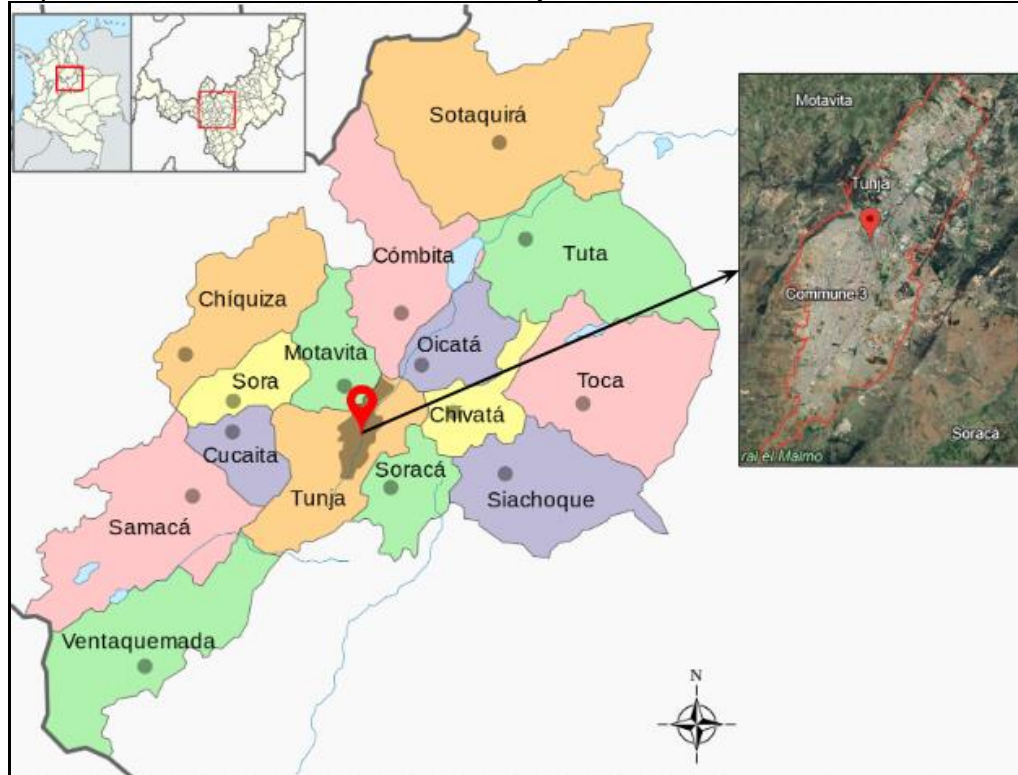 Sotaquirá
Cómbita
Tuta
Chíquiza
Motavita
Oicatá
Sora
Toca
Chivatá
Cucaita
Soracá
Tunja
Siachoque
Samacá
Ventaquemada
N
Motavita
Tunja
Commune-3
Soracá
ral el Malmo